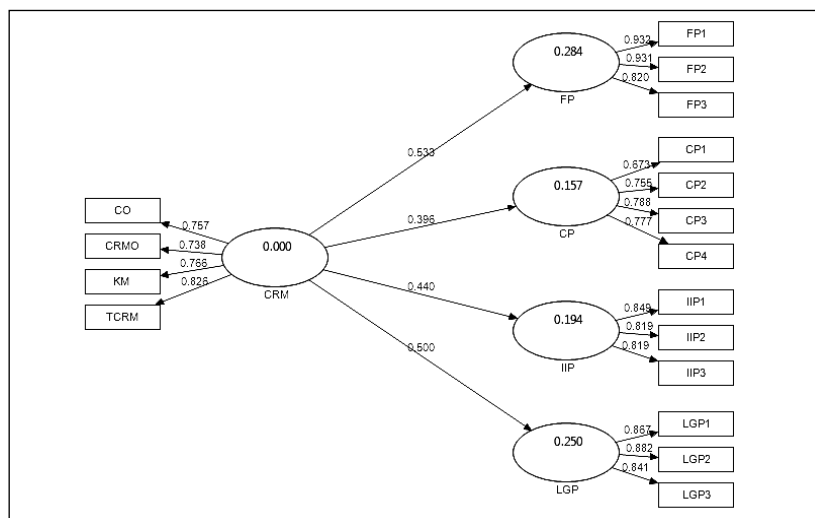 CO
CRMO
KM
TCRM
0.757
0.738
0.766
0.826
0.000
CRM
0.533
0.396
0.440
0.500
0.284
FP
0.932
0.931
0.820
FP1
FP2
FP3
0.157
CP
0.673
0.755
0.788
0.777
CP1
CP2
CP3
CP4
0.194
IIP
0.849
0.819
0.819
IIP1
IIP2
IIP3
0.250
LGP
0.867
0.882
0.841
LGP1
LGP2
LGP3